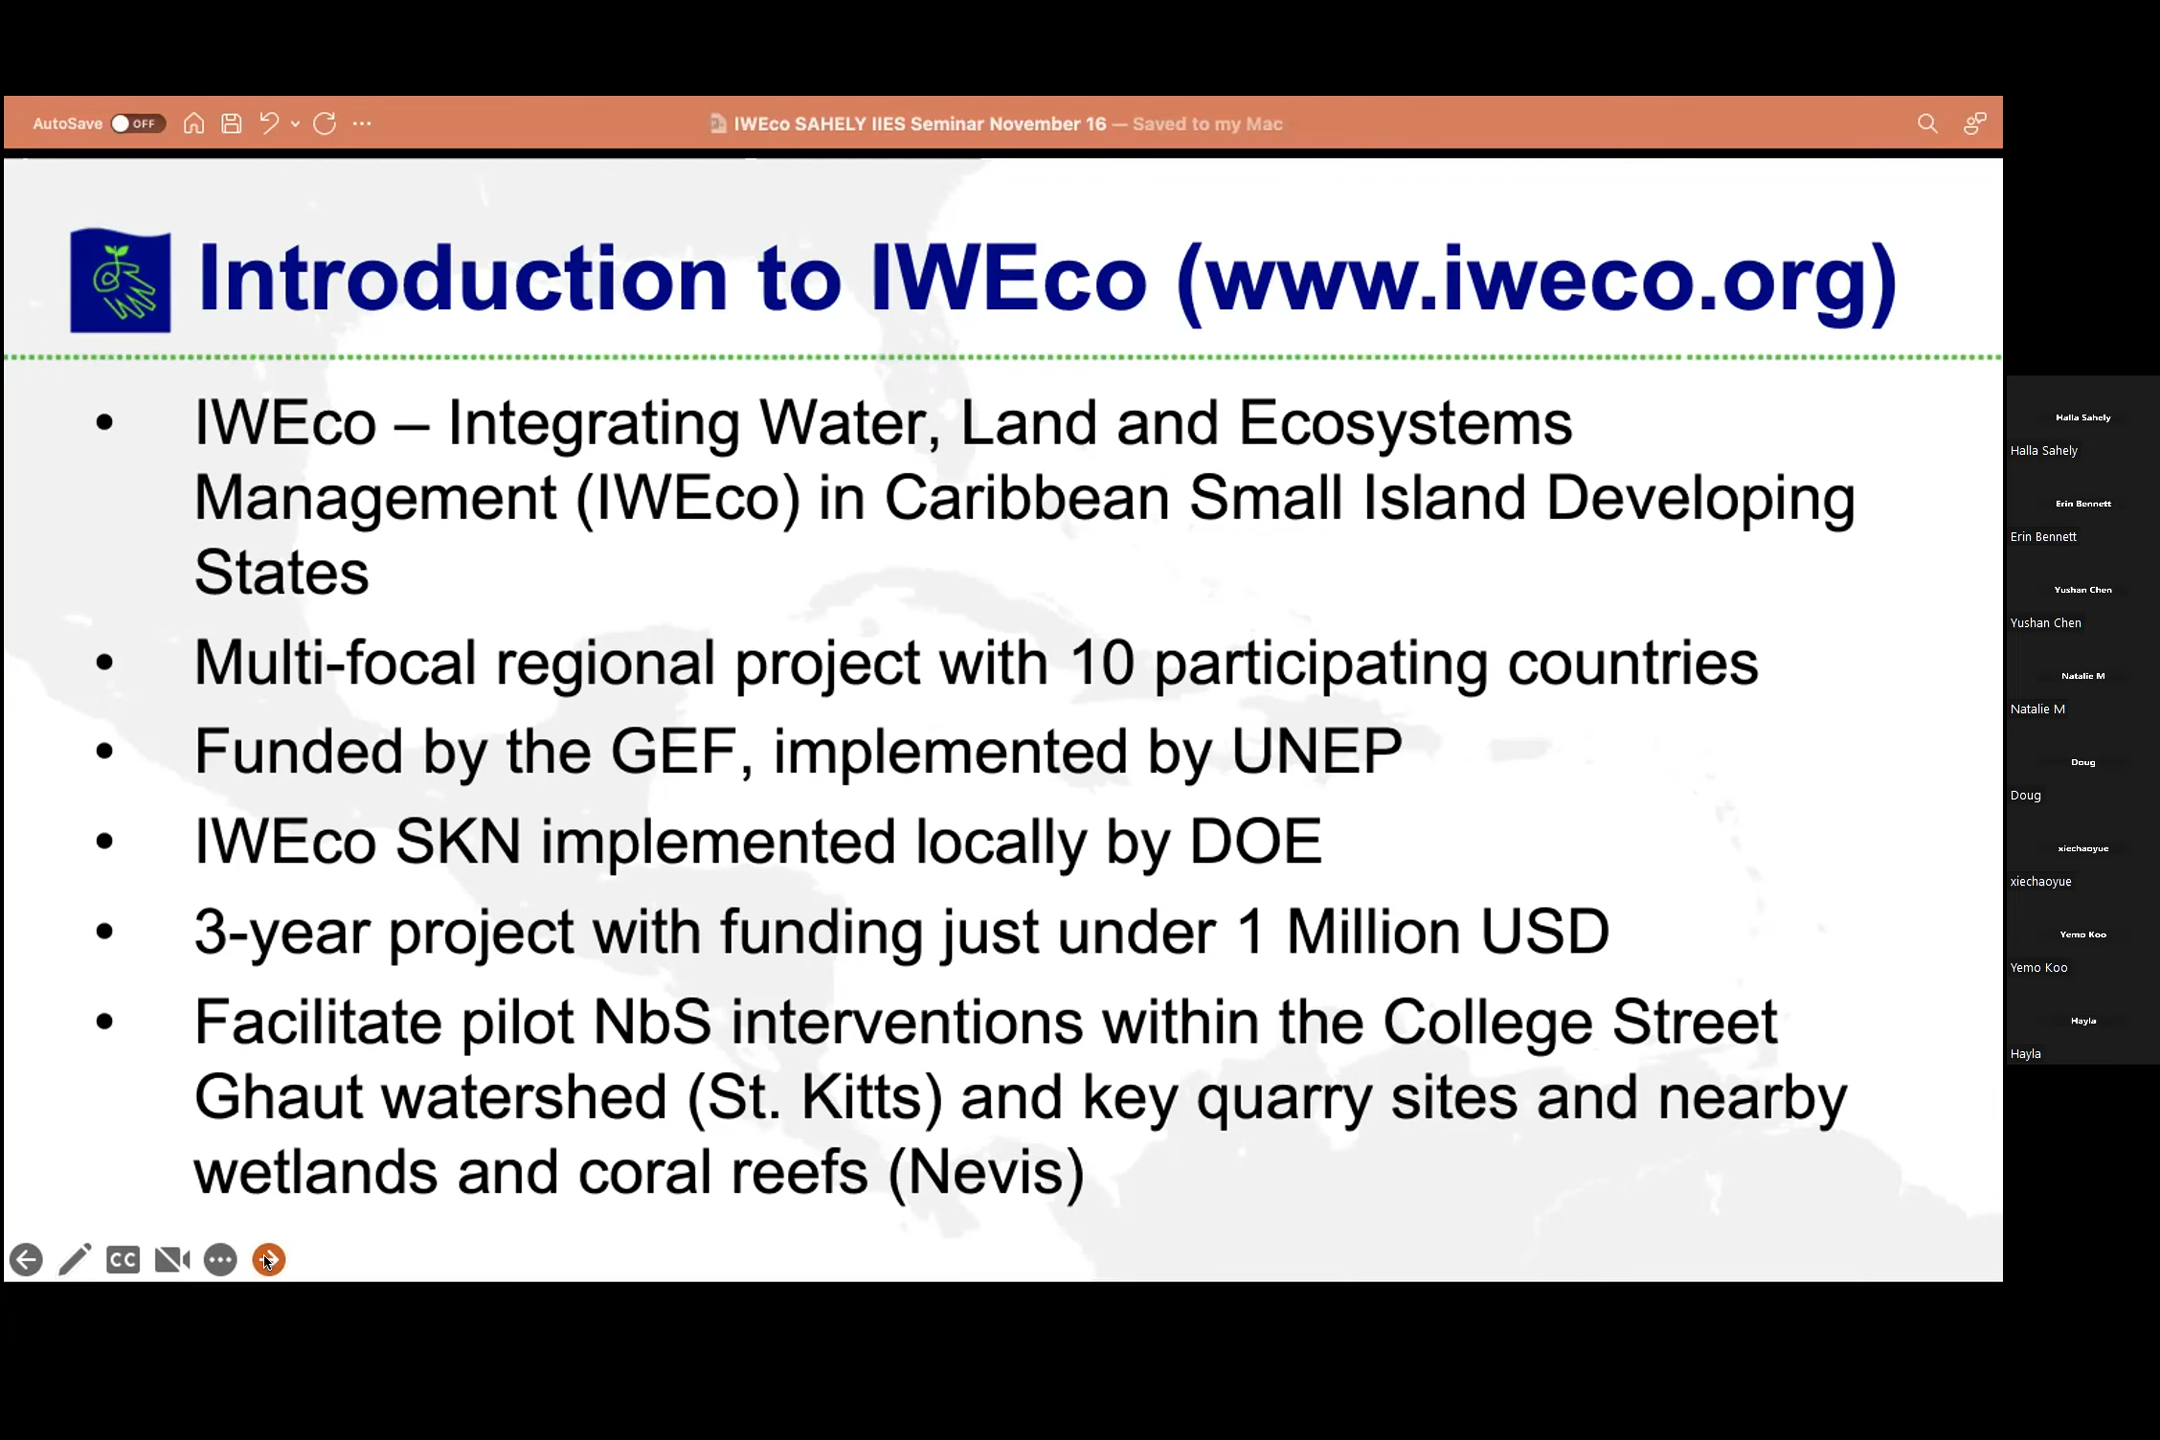 AutoSave OFF
IWEco SAHELY IIES Seminar November 16 — Saved to my Mac
Introduction to IWEco (www.iweco.org)
• IWEco – Integrating Water, Land and Ecosystems
Management (IWEco) in Caribbean Small Island Developing
States
• Multi-focal regional project with 10 participating countries
• Funded by the GEF, implemented by UNEP
• IWEco SKN implemented locally by DOE
• 3-year project with funding just under 1 Million USD
• Facilitate pilot NbS interventions within the College Street
Ghaut watershed (St. Kitts) and key quarry sites and nearby
wetlands and coral reefs (Nevis)
CC
Halla Sahely
Halla Sahely
Erin Bennett
Erin Bennett
Yushan Chen
Yushan Chen
Natalie M
Natalie M
Doug
Doug
xiechaoyue
xiechaoyue
Yemo Koo
Yemo Koo
Hayla
Hayla